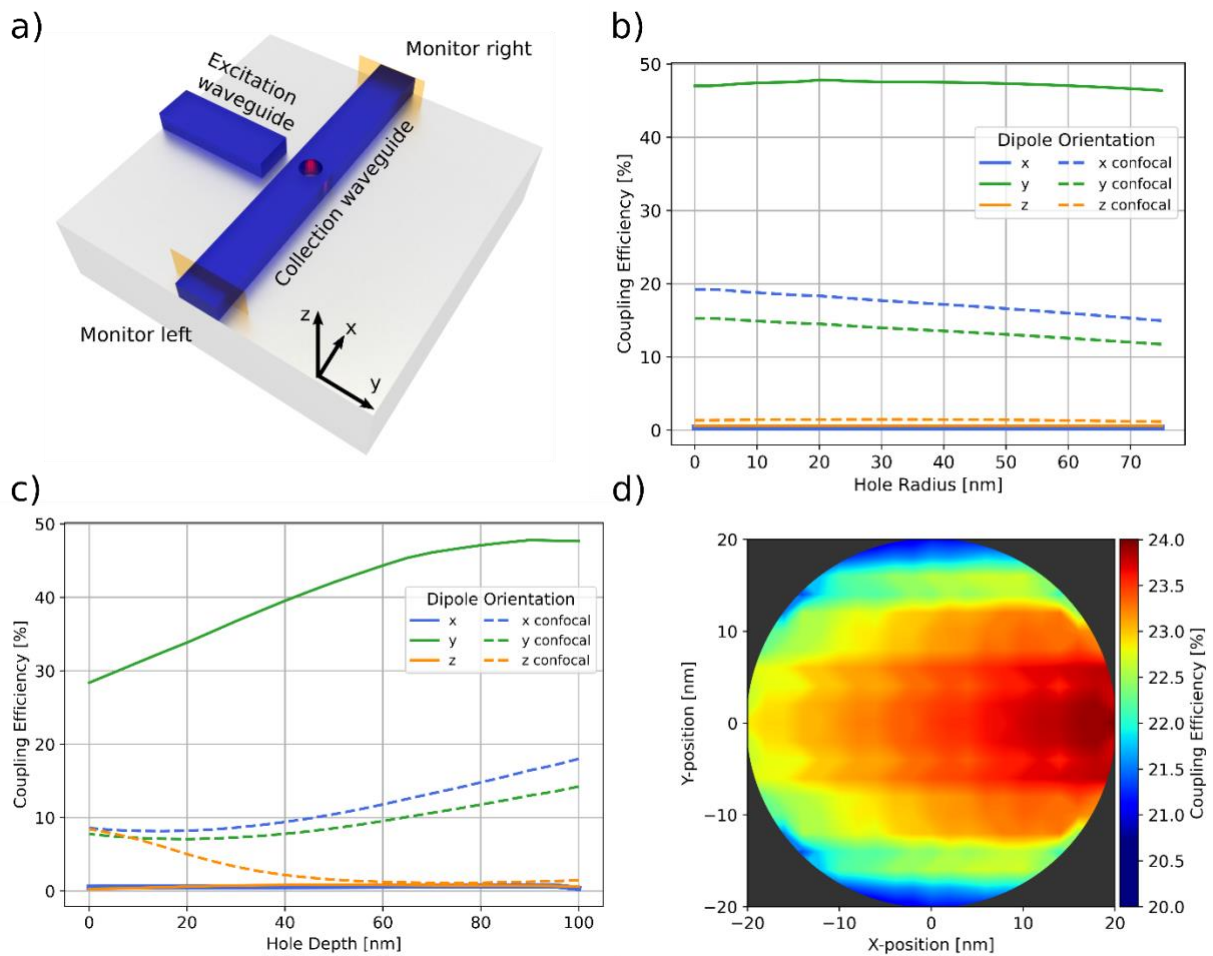 a)
Monitor right
Excitation
waveguide
Collection waveguide
Monitor left
z
x
y
b)
50
40
30
20
10
0
Coupling Efficiency [%]
Dipole Orientation
x x confocal
y y confocal
z z confocal
0 10 20 30 40 50 60 70
Hole Radius [nm]
c)
50
40
30
20
10
0
Coupling Efficiency [%]
Dipole Orientation
x x confocal
y y confocal
z z confocal
0 20 40 60 80 100
Hole Depth [nm]
d)
20
10
0
−10
−20
Y-position [nm]
−20 −10 0 10 20
X-position [nm]
24.0
23.5
23.0
22.5
22.0
21.5
21.0
20.5
20.0
Coupling Efficiency [%]